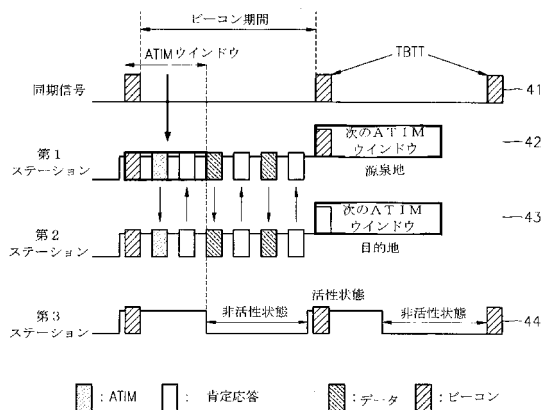 ビーコン期間
ATIMウインドウ
TBTT
同期信号
41
第1
ステーション
次のATIM
ウインドウ
42
源泉地
第2
ステーション
次のATIM
ウインドウ
43
目的地
第3
ステーション
非活性状態
活性状態
非活性状態
44
: ATIM
: 肯定応答
: データ
: ビーコン